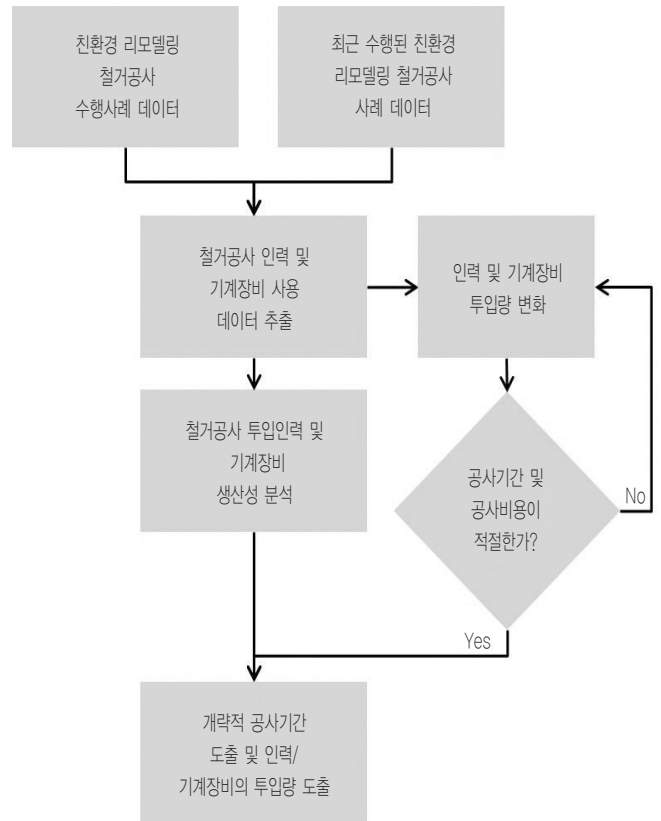 친환경 리모델링
철거공사
수행사례 데이터
최근 수행된 친환경
리모델링 철거공사
사례 데이터
철거공사 인력 및
기계장비 사용
데이터 추출
인력 및 기계장비
투입량 변화
철거공사 투입인력 및
기계장비
생산성 분석
공사기간 및
공사비용이
적절한가?
No
Yes
개략적 공사기간
도출 및 인력/
기계장비의 투입량 도출